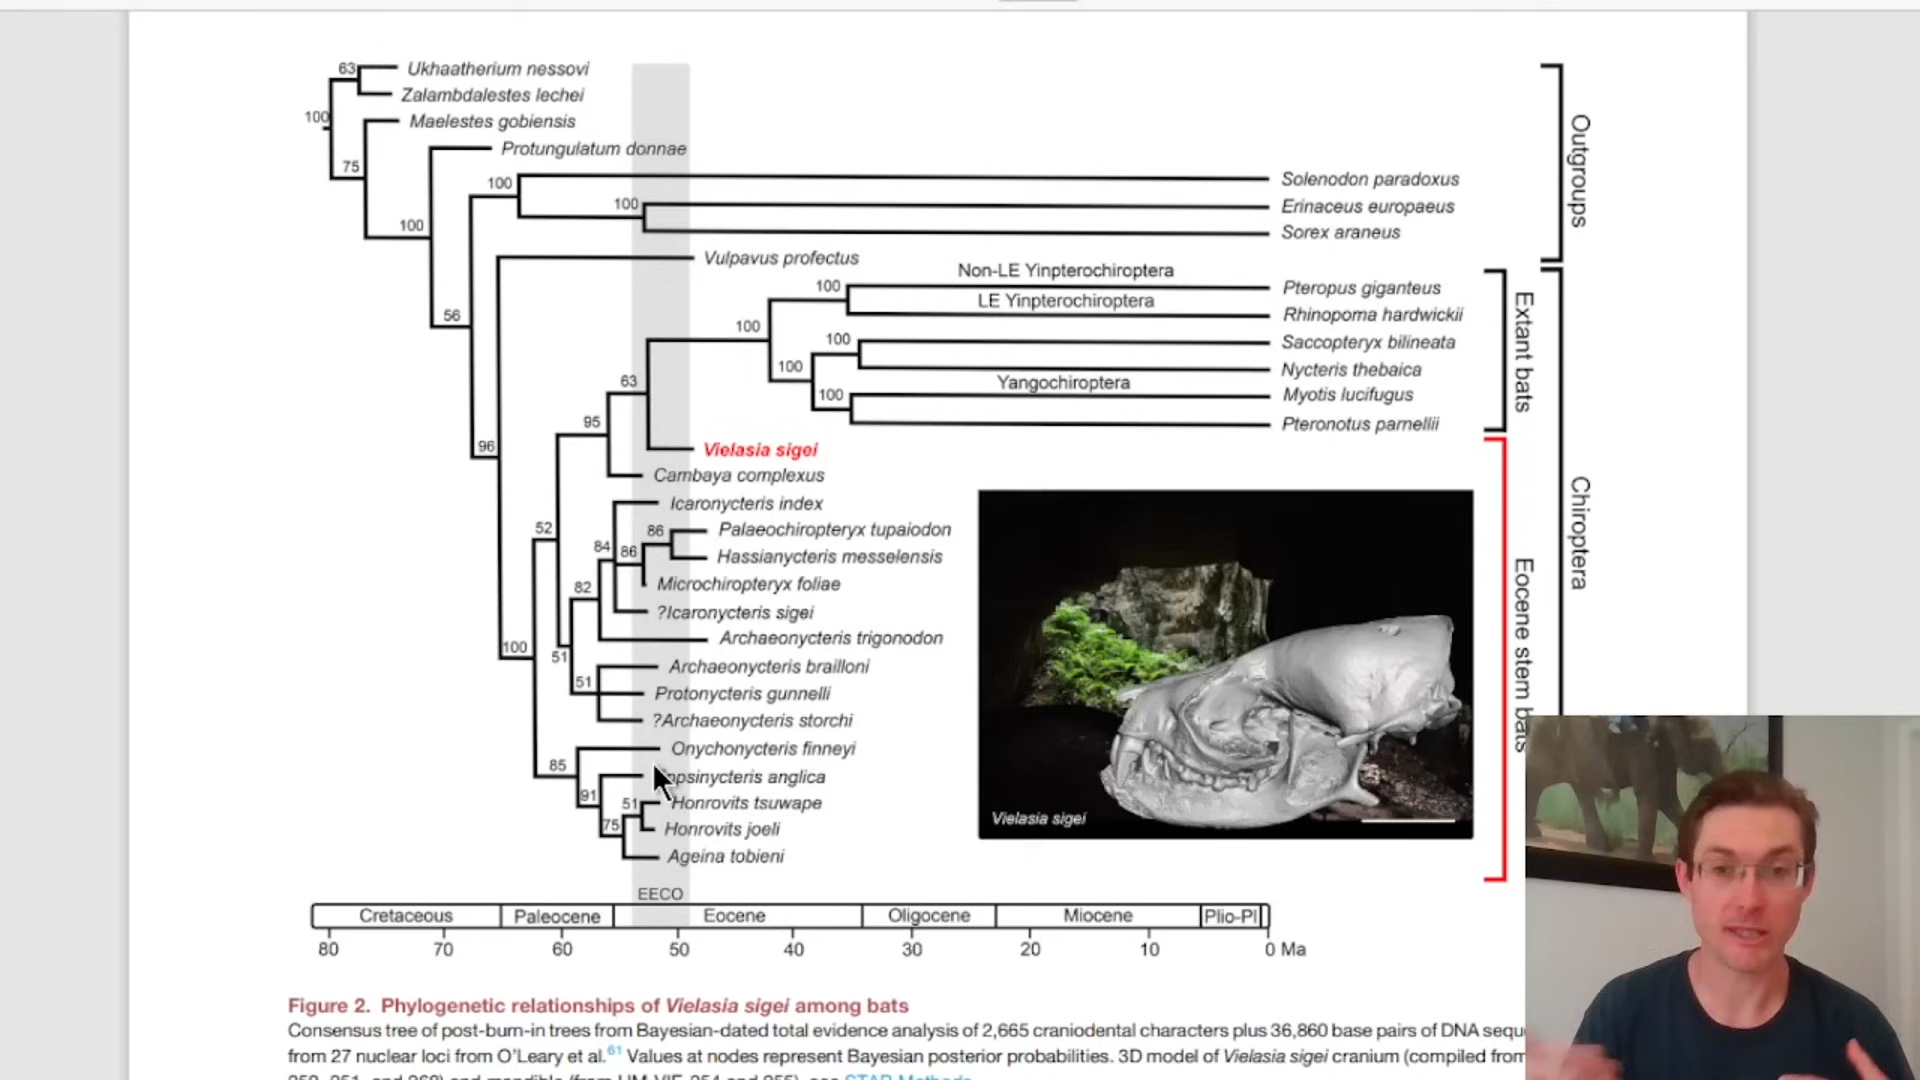 63
Ukhaatherium nessovi
Zalambdalestes lechei
100
Maelestes gobiensis
Protungulatum donnae
75
100
Solenodon paradoxus
100
Erinaceus europaeus
100
Sorex araneus
Vulpavus profectus
Non-LE Yinpterochiroptera
100
Pteropus giganteus
LE Yinpterochiroptera
56
Rhinopoma hardwickii
100
100
Saccopteryx bilineata
100
Nycteris thebaica
Yangochiroptera
63
100
Myotis lucifugus
95
Pteronotus parnellii
96
Vielasia sigei
Cambaya complexus
Icaronycteris index
52
86
Palaeochiropteryx tupaiodon
84
86
Hassianycteris messelensis
82
Microchiropteryx foliae
?Icaronycteris sigei
100
51
Archaeonycteris trigonodon
Archaeonycteris brailloni
51
Protonycteris gunnelli
?Archaeonycteris storchi
85
Onychonycteris finneyi
anglica
91
51
Honrovits tsuwape
75
Honrovits joeli
Ageina tobieni
Outgroups
Extant bats
Chiroptera
Eocene stem bats
Vielasia sigei
EECO
Cretaceous
Paleocene
Eocene
Oligocene
Miocene
Plio-Pl
80
70
60
50
40
30
20
10
0 Ma
Figure 2. Phylogenetic relationships of Vielasia sigei among bats
Consensus tree of post-burn-in trees from Bayesian-dated total evidence analysis of 2,665 craniodental characters plus 36,860 base pairs of DNA sequ
from 27 nuclear loci from O'Leary et al.61 Values at nodes represent Bayesian posterior probabilities. 3D model of Vielasia sigei cranium (compiled from